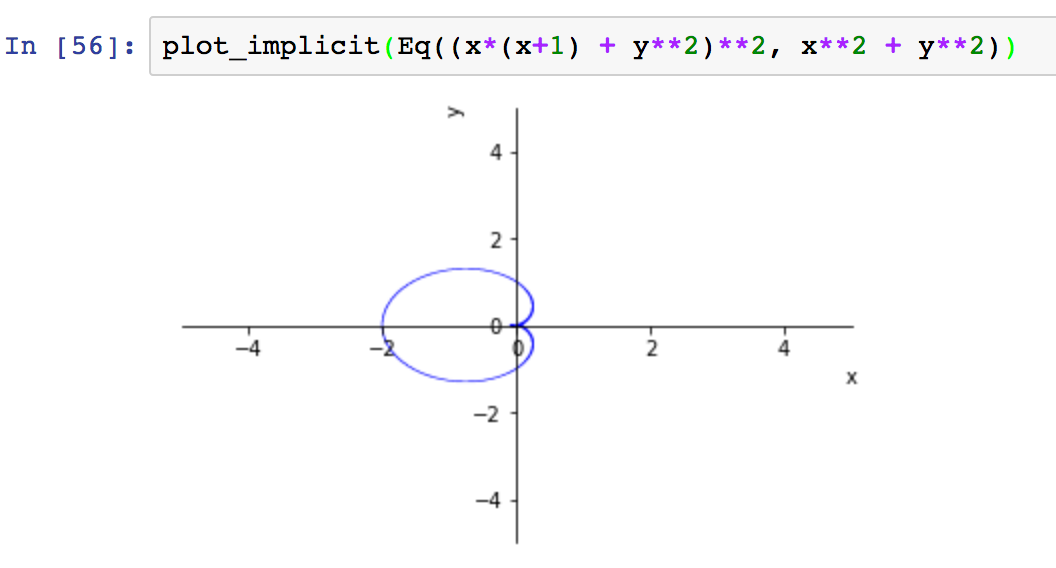 In [56]: plot_implicit(Eq((x*(x+1) + y**2)**2, x**2 + y**2))
y
4
2
0
−4 −2 0 2 4
x
−2
−4